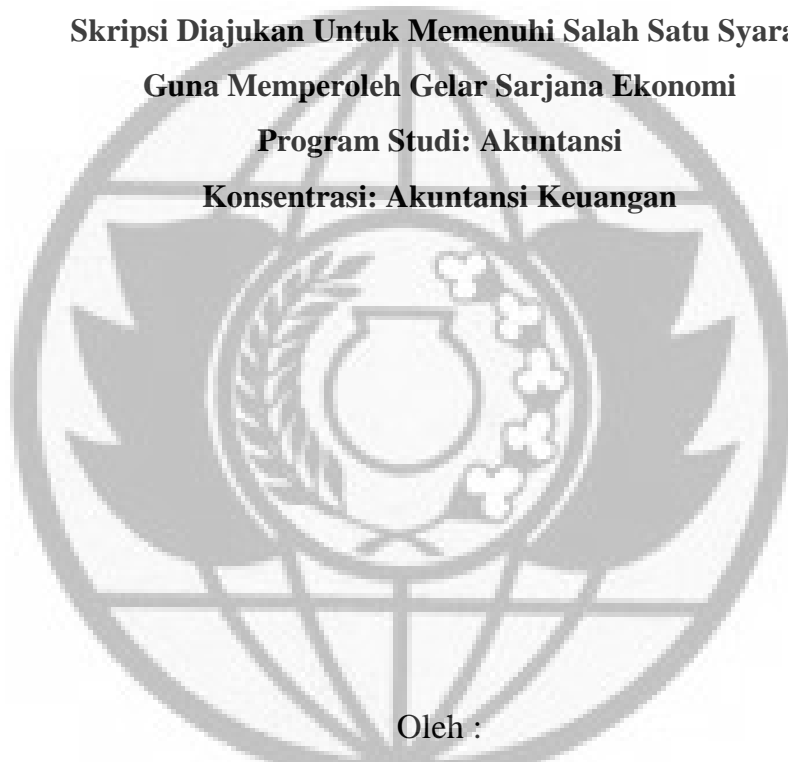 Skripsi Diajukan Untuk Memenuhi Salah Satu
Guna Memperoleh Gelar Sarjana Ekonomi
Program Studi: Akuntansi
Konsentrasi: Akuntansi Keuangan
Oleh :